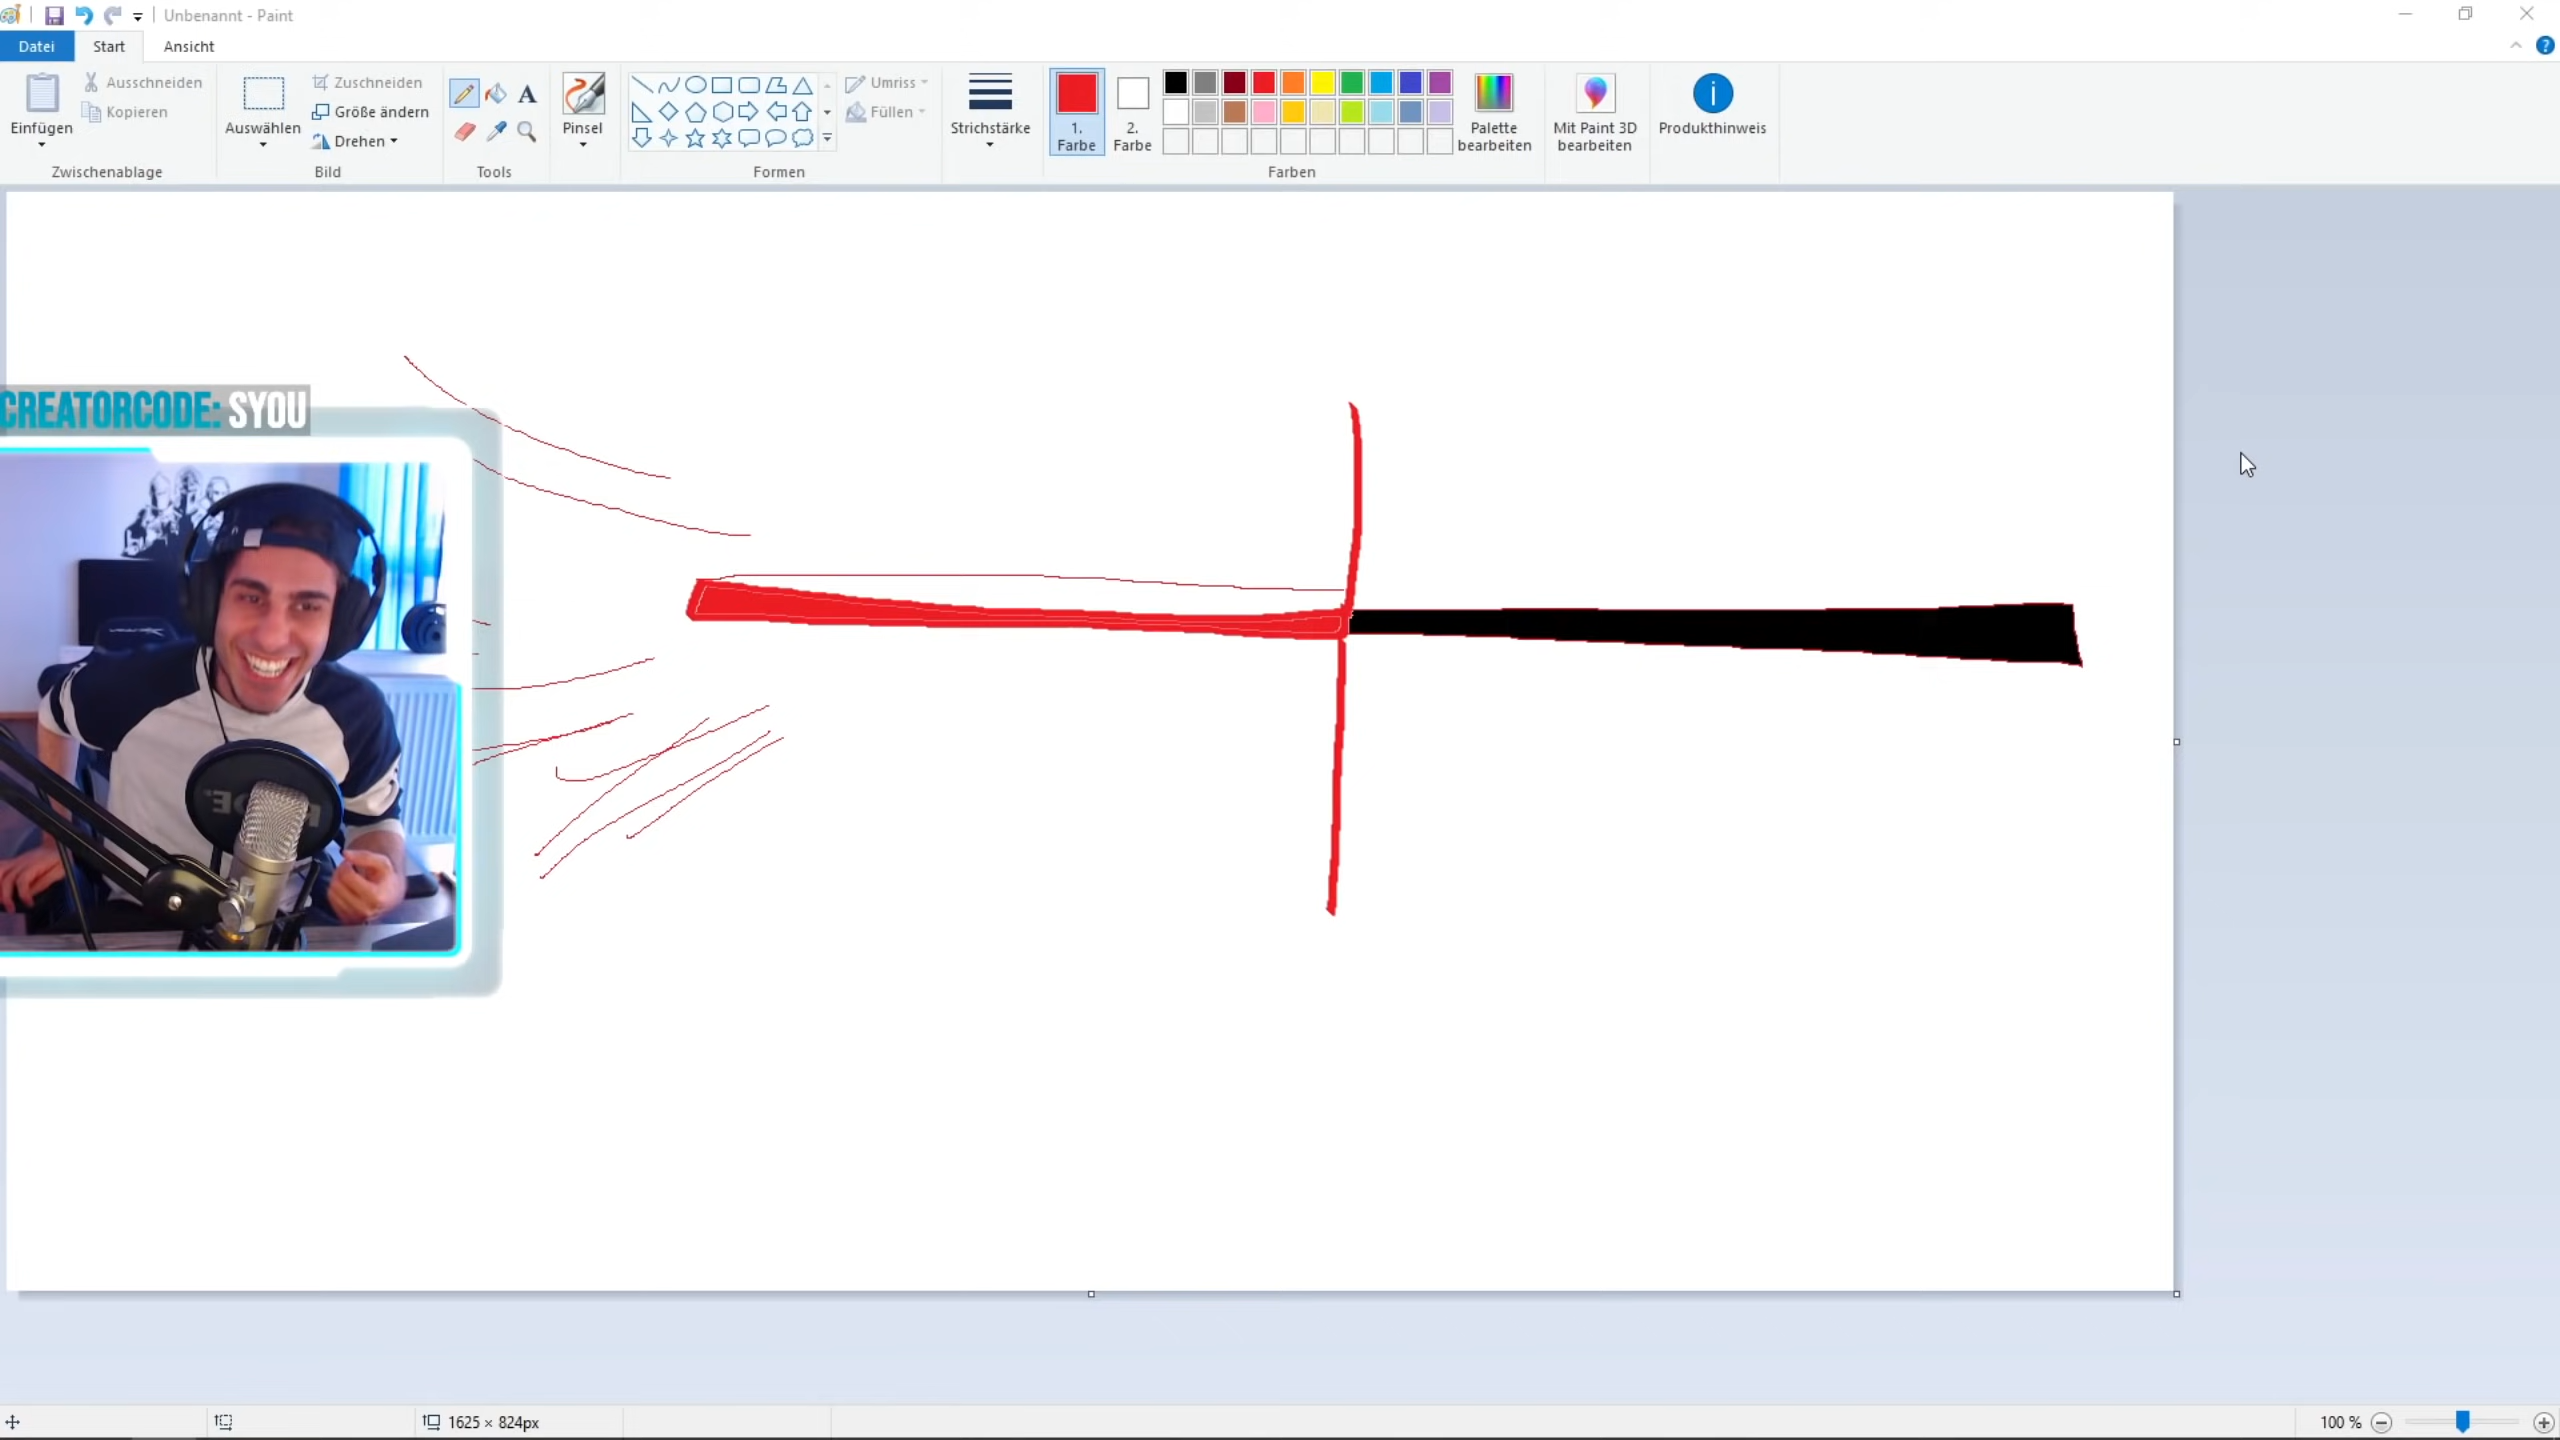 Unbenannt - Paint
Datei Start Ansicht
Einfügen
Ausschneiden
Kopieren
Zwischenablage
Auswählen
Zuschneiden
Größe ändern
Drehen
Bild
A
Tools
Pinsel
Umriss
Füllen
Formen
Strichstärke
1.
Farbe
2.
Farbe
Farben
Palette
bearbeiten
Mit Paint 3D
bearbeiten
Produkthinweis
CREATORCODE: SYOU
1625 × 824px
100 %